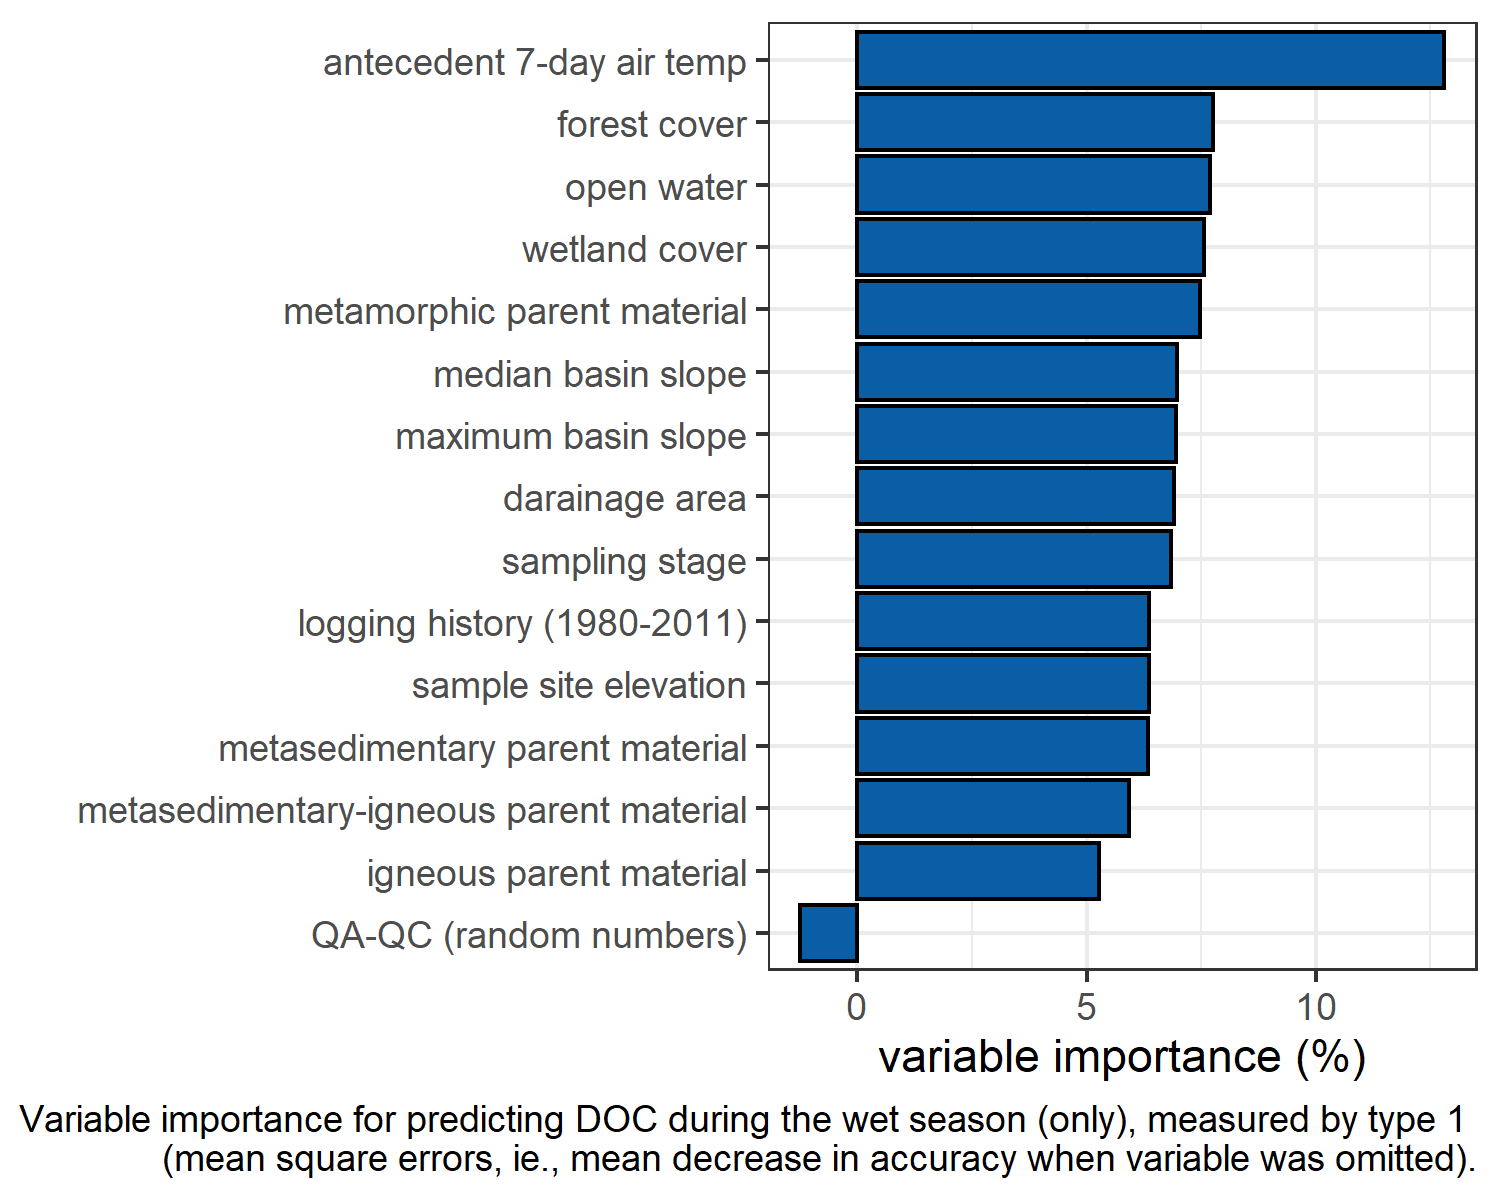 antecedent 7-day air temp
forest cover
open water
wetland cover
metamorphic parent material
median basin slope
maximum basin slope
darainage area
sampling stage
logging history (1980-2011)
sample site elevation
metasedimentary parent material
metasedimentary-igneous parent material
igneous parent material
QA-QC (random numbers)
0 5 10
variable importance (%)
Variable importance for predicting DOC during the wet season (only), measured by type 1
(mean square errors, ie., mean decrease in accuracy when variable was omitted).